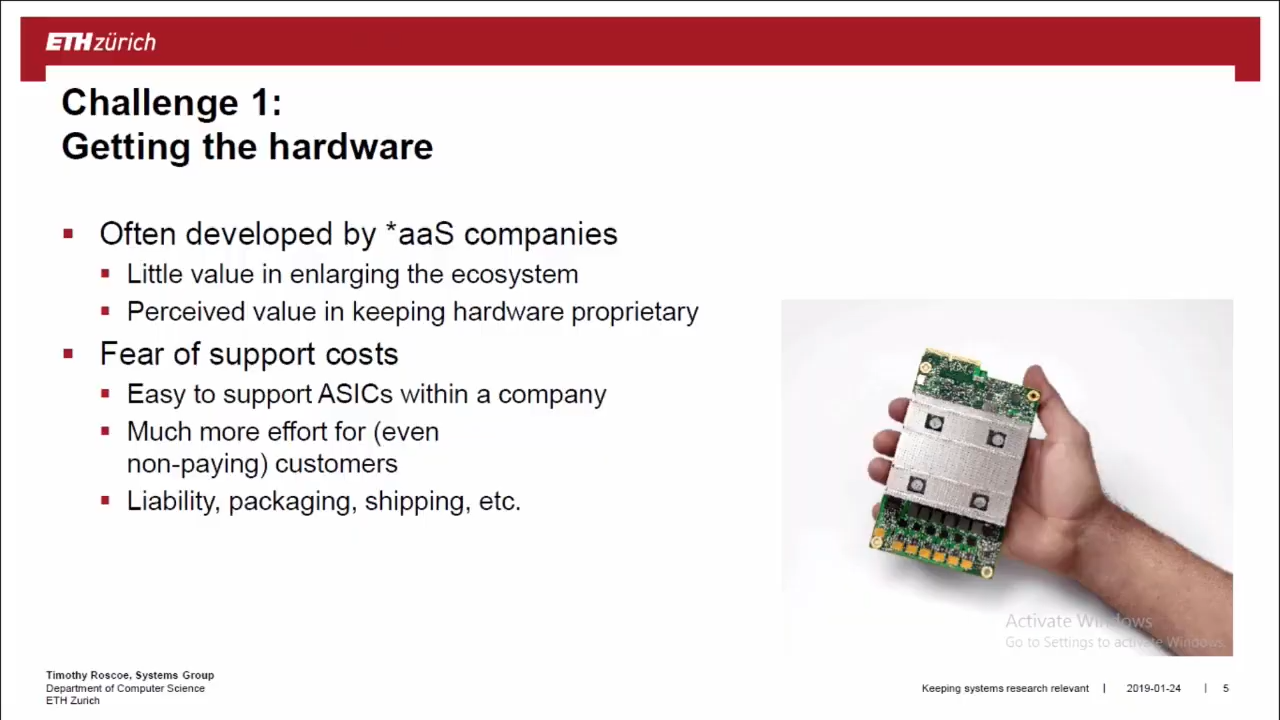 ETHzürich
Challenge 1:
Getting the hardware
Often developed by *aaS companies
Little value in enlarging the ecosystem
Perceived value in keeping hardware proprietary
Fear of support costs
Easy to support ASICs within a company
Much more effort for (even
non-paying) customers
Liability, packaging, shipping, etc.
Activate Windows
Go to Settings to activate Windows.
Timothy Roscoe, Systems Group
Department of Computer Science
ETH Zurich
Keeping systems research relevant | 2019-01-24 | 5